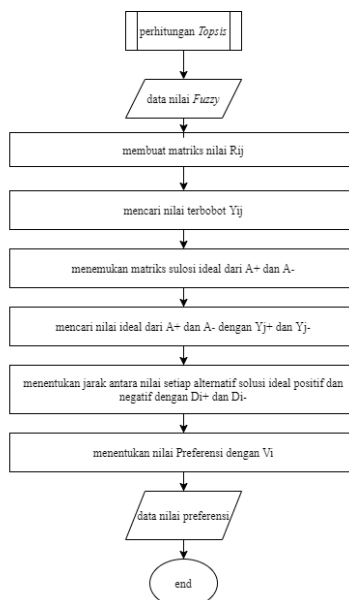 perhitungan Topsis
data nilai Fuzzy
membuat matriks nilai Rij
mencari nilai terbobot Yij
menemukan matriks sulosi ideal dari A+ dan A-
mencari nilai ideal dari A+ dan A- dengan Yj+ dan Yj-
menentukan jarak antara nilai setiap alternatif solusi ideal positif dan
negatif dengan Di+ dan Di-
menentukan nilai Preferensi dengan Vi
data nilai preferensi
end